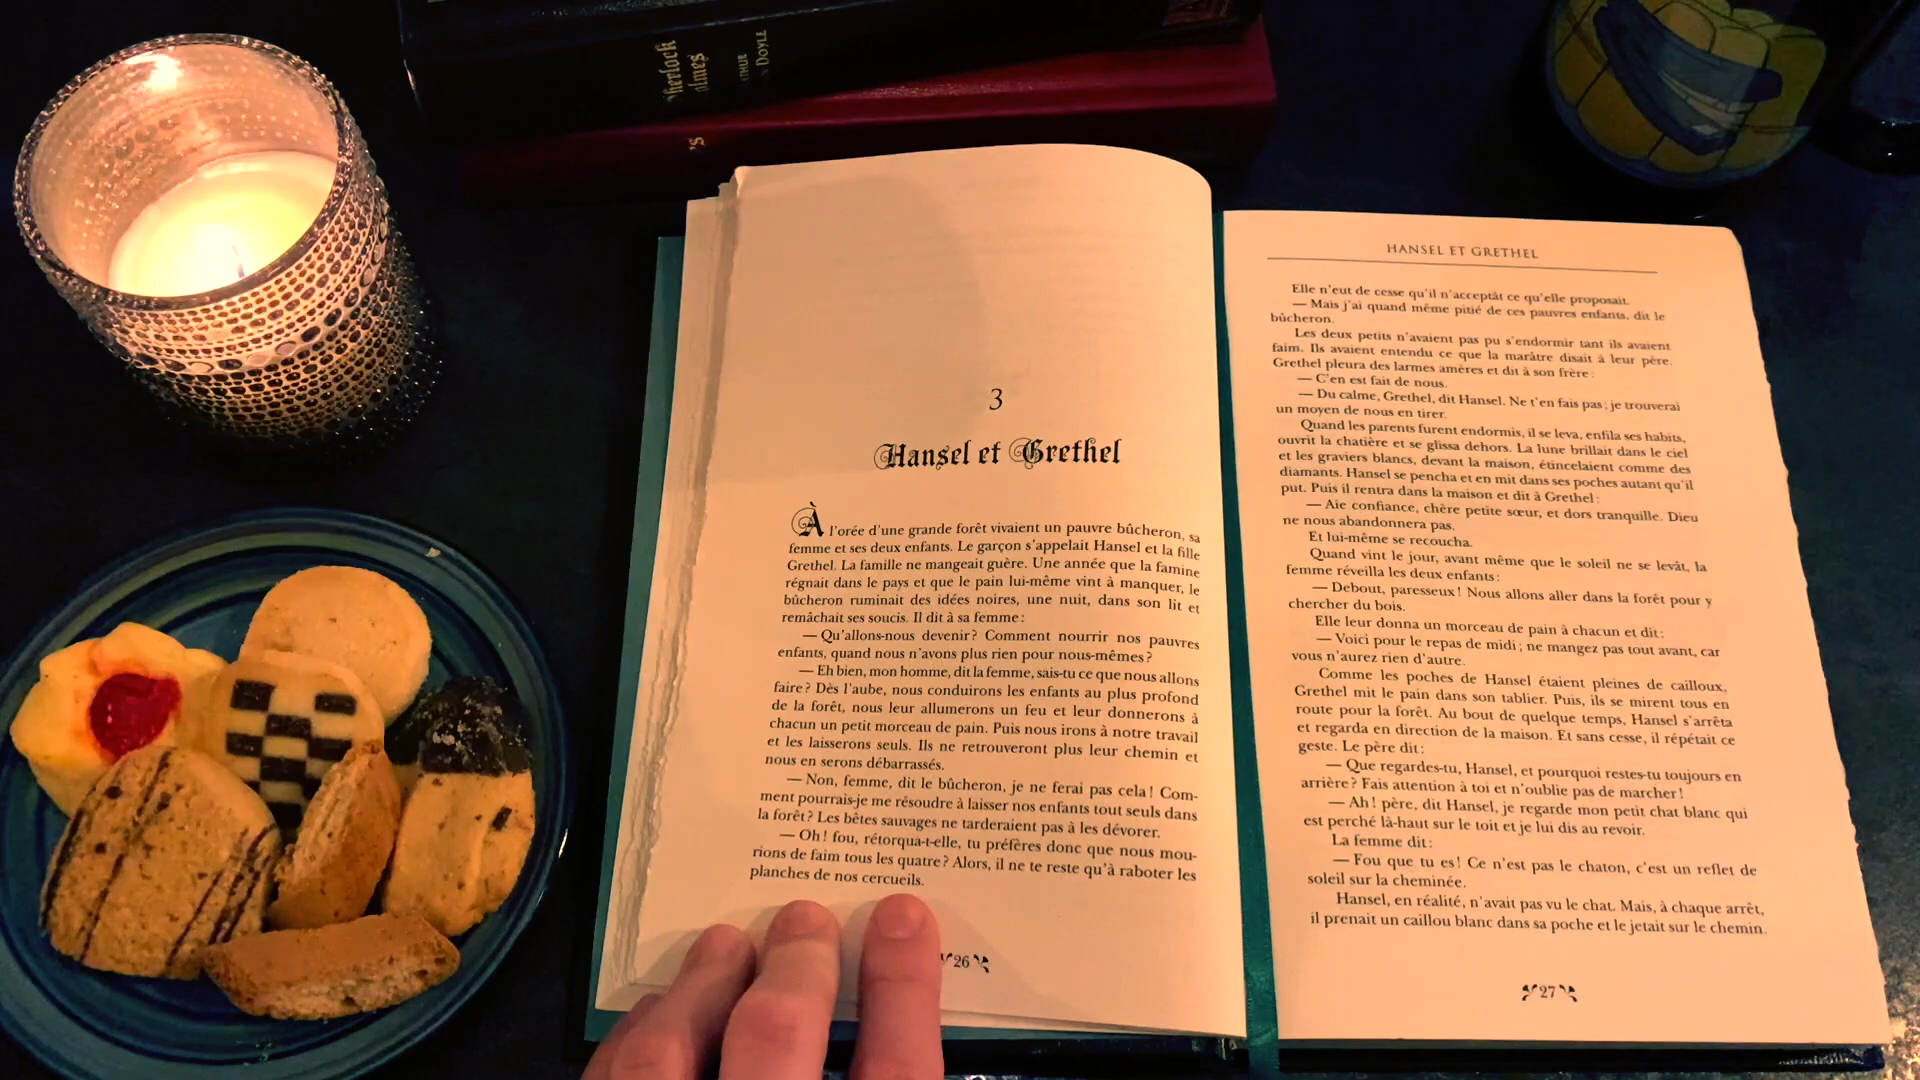 Sherlock
Doyle
3
Hansel et Grethel
À l'orée d'une grande forêt vivaient un pauvre bûcheron, sa
femme et ses deux enfants. Le garçon s'appelait Hansel et la fille
Grethel. La famille ne mangeait guère. Une année que la famine
régnait dans le pays et que le pain lui-même vint à manquer, le
bûcheron ruminait des idées noires, une nuit, dans son lit et
remâchait ses soucis. Il dit à sa femme :
— Qu'allons-nous devenir ? Comment nourrir nos pauvres
enfants, quand nous n'avons plus rien pour nous-mêmes ?
— Eh bien, mon homme, dit la femme, sais-tu ce que nous allons
faire ? Dès l'aube, nous conduirons les enfants au plus profond
de la forêt, nous leur allumerons un feu et leur donnerons à
chacun un petit morceau de pain. Puis nous irons à notre travail
et les laisserons seuls. Ils ne retrouveront plus leur chemin et
nous en serons débarrassés.
— Non, femme, dit le bûcheron, je ne ferai pas cela ! Com-
ment pourrais-je me résoudre à laisser nos enfants tout seuls dans
la forêt ? Les bêtes sauvages ne tarderaient pas à les dévorer.
— Oh ! fou, rétorqua-t-elle, tu préfères donc que nous mou-
rions de faim tous les quatre ? Alors, il ne te reste qu'à raboter les
planches de nos cercueils.
26
HANSEL ET GRETHEL
Elle n'eut de cesse qu'il n'acceptât ce qu'elle proposait.
— Mais j'ai quand même pitié de ces pauvres enfants, dit le
bûcheron.
Les deux petits n'avaient pas pu s'endormir tant ils avaient
faim. Ils avaient entendu ce que la marâtre disait à leur père.
Grethel pleura des larmes amères et dit à son frère :
— C'en est fait de nous.
— Du calme, Grethel, dit Hansel. Ne t'en fais pas ; je trouverai
un moyen de nous en tirer.
Quand les parents furent endormis, il se leva, enfila ses habits,
ouvrit la chatière et se glissa dehors. La lune brillait dans le ciel
et les graviers blancs, devant la maison, étincelaient comme des
diamants. Hansel se pencha et en mit dans ses poches autant qu'il
put. Puis il rentra dans la maison et dit à Grethel :
— Aie confiance, chère petite sœur, et dors tranquille. Dieu
ne nous abandonnera pas.
Et lui-même se recoucha.
Quand vint le jour, avant même que le soleil ne se levât, la
femme réveilla les deux enfants :
— Debout, paresseux ! Nous allons aller dans la forêt pour y
chercher du bois.
Elle leur donna un morceau de pain à chacun et dit :
— Voici pour le repas de midi ; ne mangez pas tout avant, car
vous n'aurez rien d'autre.
Comme les poches de Hansel étaient pleines de cailloux,
Grethel mit le pain dans son tablier. Puis, ils se mirent tous en
route pour la forêt. Au bout de quelque temps, Hansel s'arrêta
et regarda en direction de la maison. Et sans cesse, il répétait ce
geste. Le père dit :
— Que regardes-tu, Hansel, et pourquoi restes-tu toujours en
arrière ? Fais attention à toi et n'oublie pas de marcher !
— Ah ! père, dit Hansel, je regarde mon petit chat blanc qui
est perché là-haut sur le toit et je lui dis au revoir.
La femme dit :
— Fou que tu es ! Ce n'est pas le chaton, c'est un reflet de
soleil sur la cheminée.
Hansel, en réalité, n'avait pas vu le chat. Mais, à chaque arrêt,
il prenait un caillou blanc dans sa poche et le jetait sur le chemin.
27